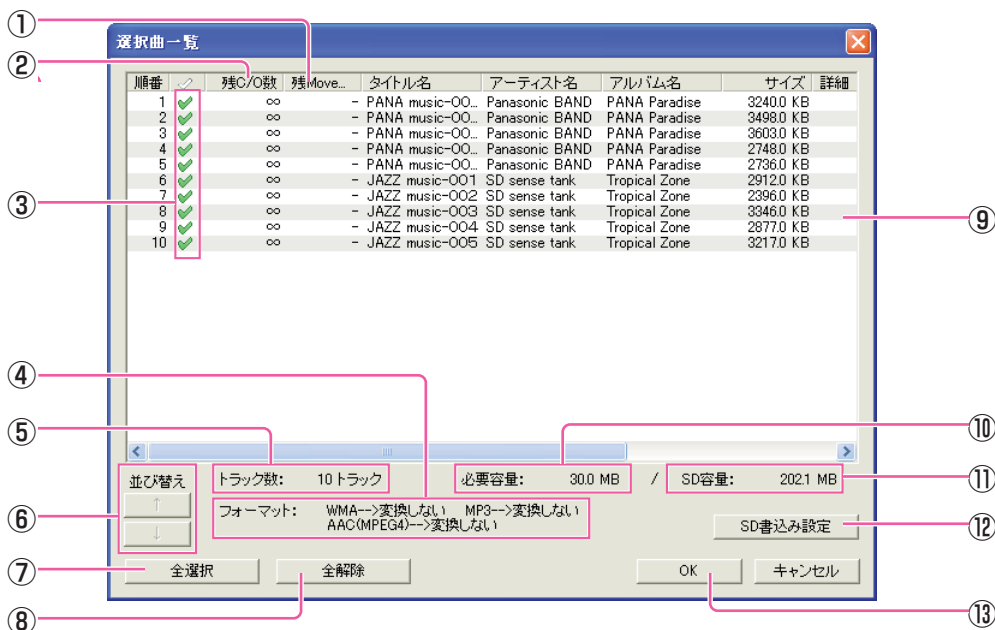 ①
②
③
④
⑤
⑥
⑦
⑧
⑨
⑩
⑪
⑫
⑬
選択曲一覧
順番 残C/O数 残Move... タイトル名 アーティスト名 アルバム名 サイズ 詳細
1 ∞ - PANA music-OO... Panasonic BAND PANA Paradise 3240.0 KB
2 ∞ - PANA music-OO... Panasonic BAND PANA Paradise 3498.0 KB
3 ∞ - PANA music-OO... Panasonic BAND PANA Paradise 3603.0 KB
4 ∞ - PANA music-OO... Panasonic BAND PANA Paradise 2748.0 KB
5 ∞ - PANA music-OO... Panasonic BAND PANA Paradise 2736.0 KB
6 ∞ - JAZZ music-OO1 SD sense tank Tropical Zone 2912.0 KB
7 ∞ - JAZZ music-OO2 SD sense tank Tropical Zone 2396.0 KB
8 ∞ - JAZZ music-OO3 SD sense tank Tropical Zone 3346.0 KB
9 ∞ - JAZZ music-OO4 SD sense tank Tropical Zone 2877.0 KB
10 ∞ - JAZZ music-OO5 SD sense tank Tropical Zone 3217.0 KB
並び替え
↑
↓
トラック数: 10 トラック 必要容量: 30.0 MB / SD容量: 202.1 MB
フォーマット: WMA-->変換しない MP3-->変換しない
AAC(MPEG4)-->変換しない
SD書込み設定
全選択 全解除 OK キャンセル